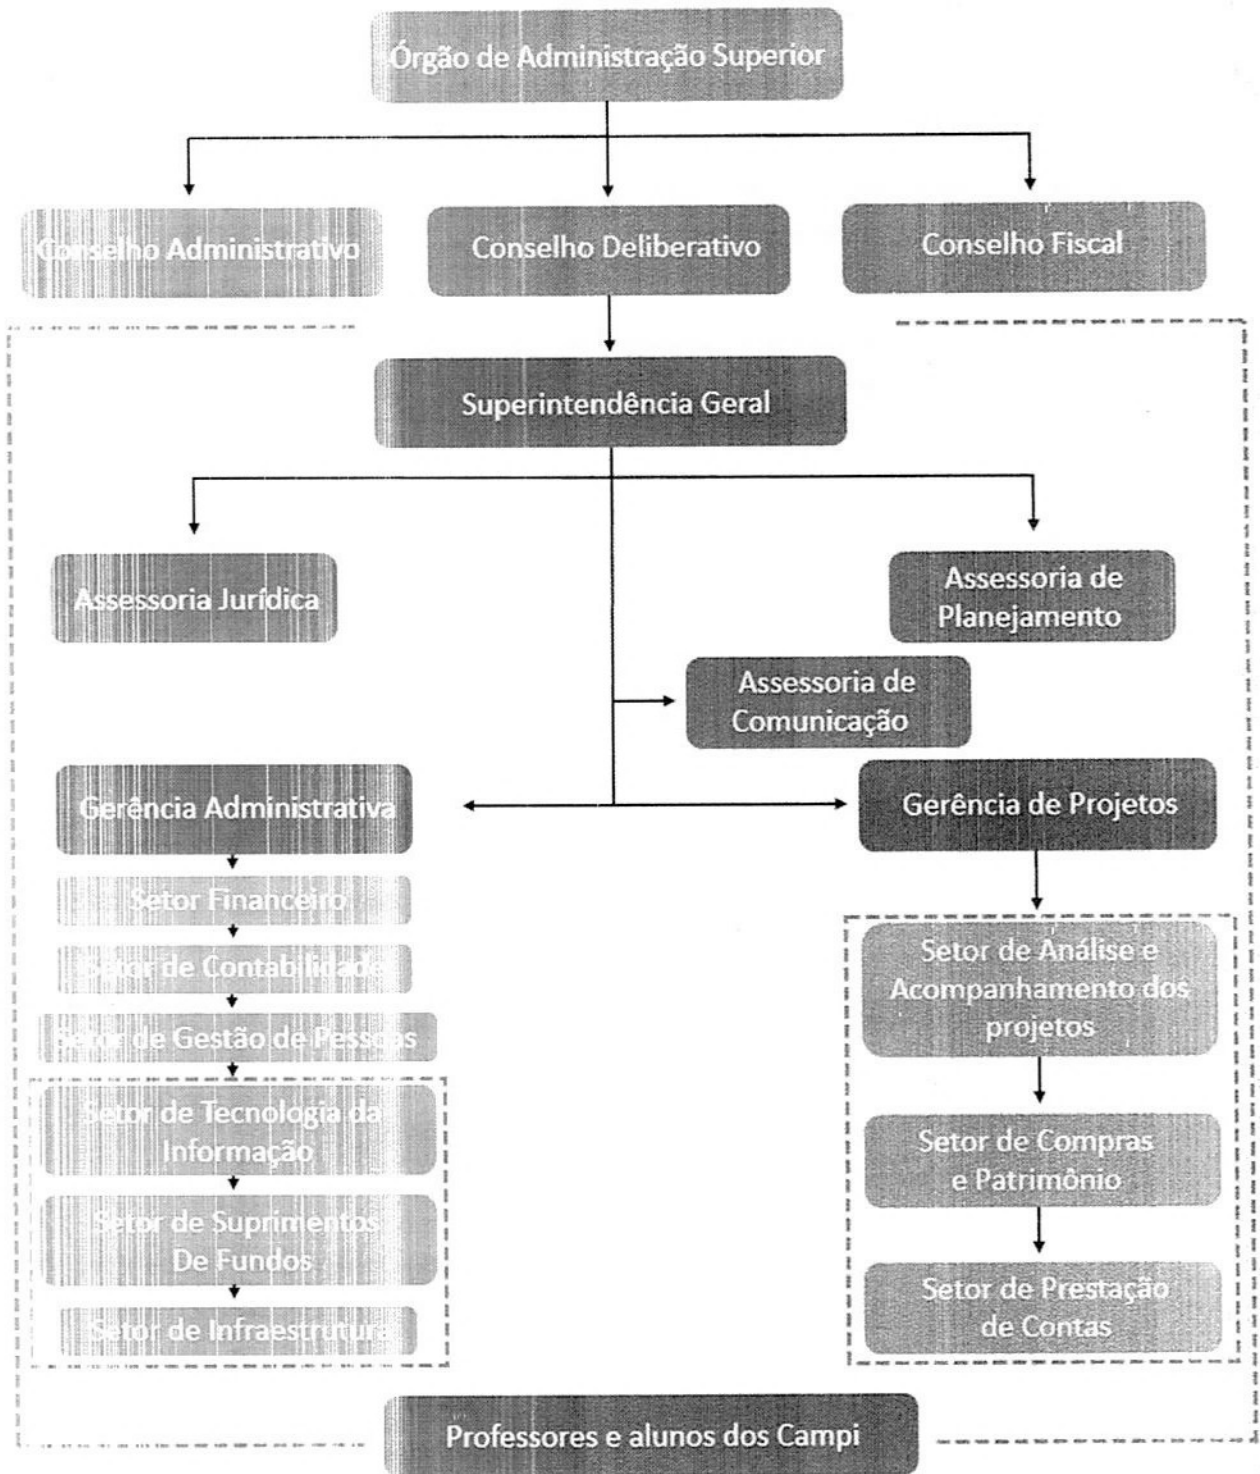 Órgão de Administração Superior
Conselho Administrativo
Conselho Deliberativo
Conselho Fiscal
Superintendência Geral
Assessoria Jurídica
Assessoria de
Planejamento
Assessoria de
Comunicação
Gerência Administrativa
Gerência de Projetos
Setor Financeiro
Setor de Contabilidade
Setor de Gestão de Pessoas
Setor de Tecnologia da
Informação
Setor de Suprimentos
De Fundos
Setor de Infraestrutura
Setor de Análise e
Acompanhamento dos
projetos
Setor de Compras
e Patrimônio
Setor de Prestação
de Contas
Professores e alunos dos Campi